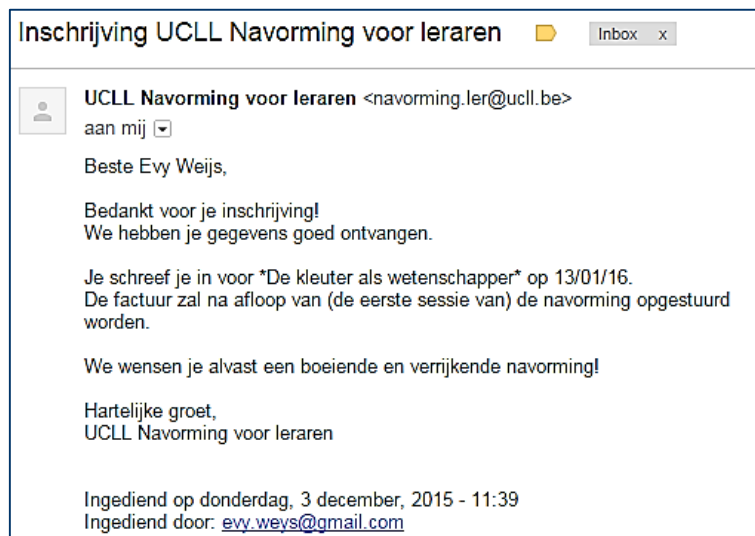 Inschrijving UCLL Navorming voor leraren
Inbox x
UCLL Navorming voor leraren <navorming.ler@ucll.be>
aan mij
Beste Evy Weijs,
Bedankt voor je inschrijving!
We hebben je gegevens goed ontvangen.
Je schreef je in voor *De kleuter als wetenschapper* op 13/01/16.
De factuur zal na afloop van (de eerste sessie van) de navorming opgestuurd
worden.
We wensen je alvast een boeiende en verrijkende navorming!
Hartelijke groet,
UCLL Navorming voor leraren
Ingediend op donderdag, 3 december, 2015 - 11:39
Ingediend door: evy.weys@gmail.com